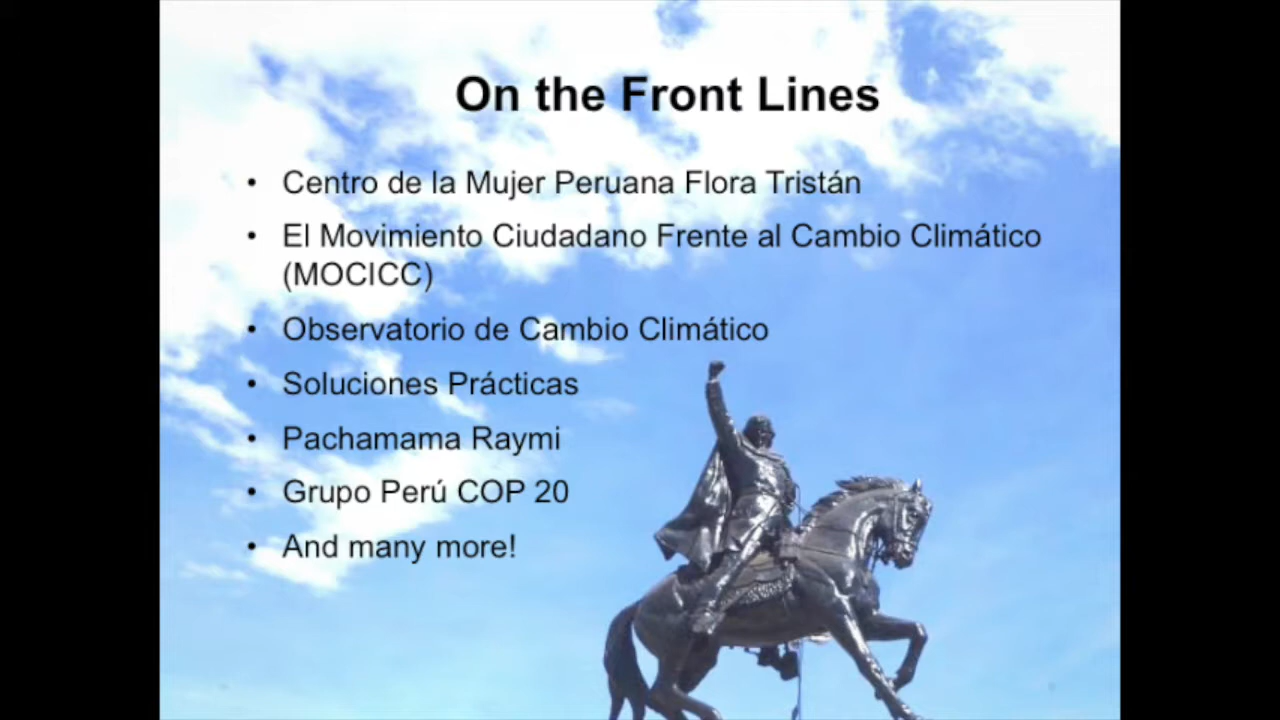 On the Front Lines
• Centro de la Mujer Peruana Flora Tristán
• El Movimiento Ciudadano Frente al Cambio Climático
(MOCICC)
• Observatorio de Cambio Climático
• Soluciones Prácticas
• Pachamama Raymi
• Grupo Perú COP 20
• And many more!